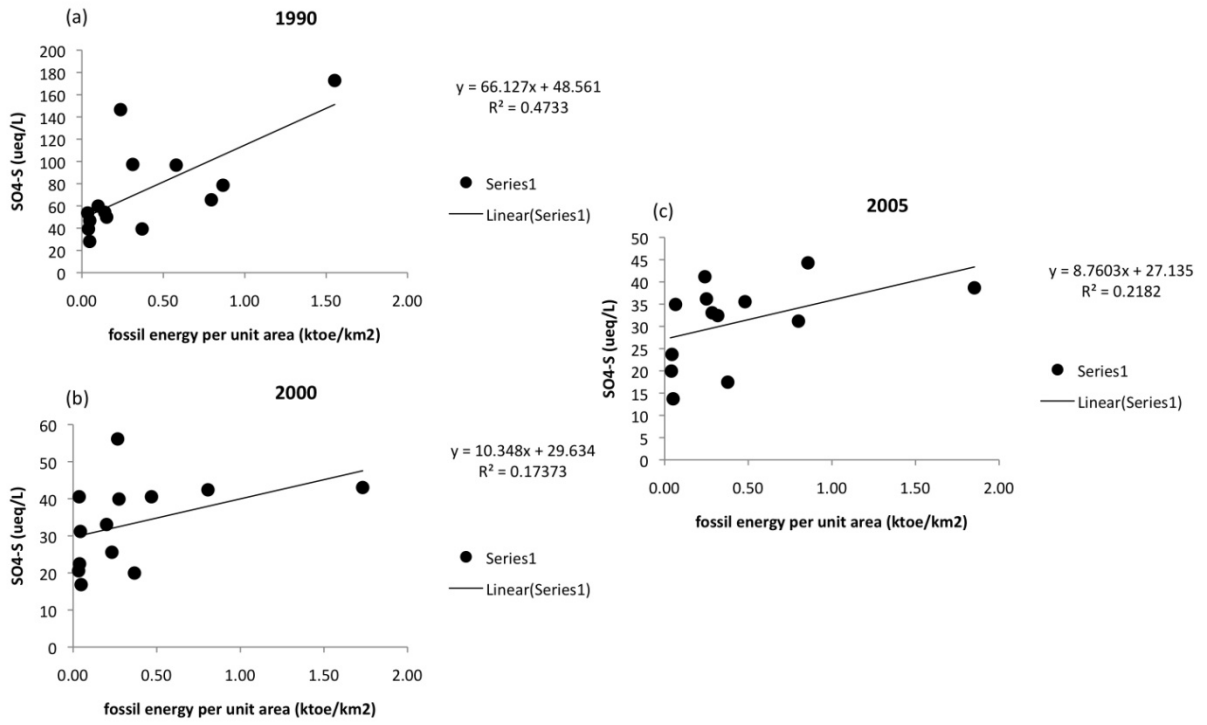 (a)
1990
SO4-S (ueq/L)
200
180
160
140
120
100
80
60
40
20
0
0.00 0.50 1.00 1.50 2.00
fossil energy per unit area (ktoe/km2)
y = 66.127x + 48.561
R² = 0.4733
Series1
Linear(Series1)
(b)
2000
SO4-S (ueq/L)
60
50
40
30
20
10
0
0.00 0.50 1.00 1.50 2.00
fossil energy per unit area (ktoe/km2)
y = 10.348x + 29.634
R² = 0.17373
Series1
Linear(Series1)
(c)
2005
SO4-S (ueq/L)
50
45
40
35
30
25
20
15
10
5
0
0.00 0.50 1.00 1.50 2.00
fossil energy per unit area (ktoe/km2)
y = 8.7603x + 27.135
R² = 0.2182
Series1
Linear(Series1)